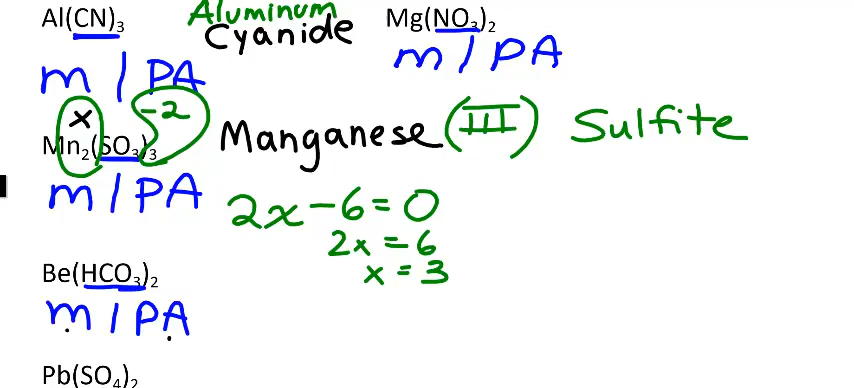 Al(CN)₃ Aluminum Cyanide Mg(NO₃)₂
m / PA m / PA
x -2
Mn₂(SO₃)₃ Manganese (III) Sulfite
m / PA
2x - 6 = 0
2x = 6
x = 3
Be(HCO₃)₂
m / PA
Pb(SO₄)₂